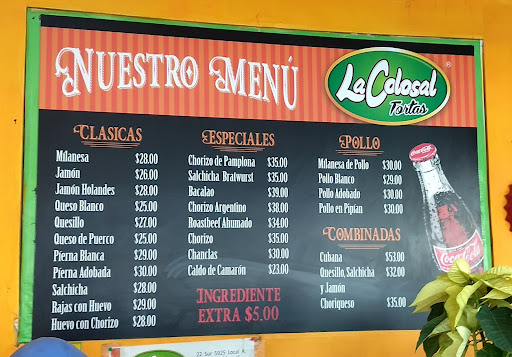 NUESTRO MENÚ
La Colosal
Tortas
®
CLASICAS
Milanesa $28.00
Jamón $26.00
Jamón Holandes $28.00
Queso Blanco $25.00
Quesillo $27.00
Queso de Puerco $25.00
Pierna Blanca $29.00
Pierna Adobada $30.00
Salchicha $28.00
Rajas con Huevo $29.00
Huevo con Chorizo $28.00
ESPECIALES
Chorizo de Pamplona $35.00
Salchicha Bratwurst $35.00
Bacalao $39.00
Chorizo Argentino $38.00
Roastbeef Ahumado $34.00
Chorizo $35.00
Chanclas $30.00
Caldo de Camarón $23.00
INGREDIENTE
EXTRA $5.00
POLLO
Milanesa de Pollo $30.00
Pollo Blanco $29.00
Pollo Adobado $30.00
Pollo en Pipían $30.00
COMBINADAS
Cubana $53.00
Quesillo, Salchicha $32.00
y Jamón
Choriqueso $35.00
Coca-Cola
22 Sur 5925 Local A.